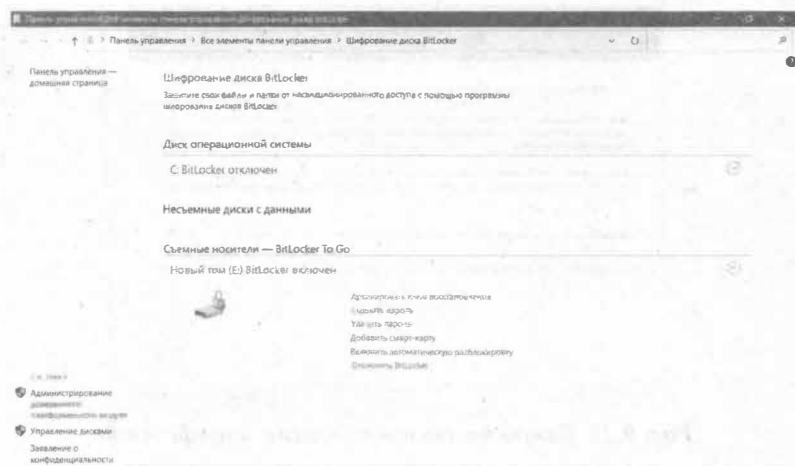 Панель управления > Все элементы панели управления > Шифрование диска BitLocker
Панель управления —
домашняя страница
Шифрование диска BitLocker
Защитите свои файлы и папки от несанкционированного доступа с помощью программы
шифрования дисков BitLocker
Диск операционной системы
C: BitLocker отключен
Несъемные диски с данными
Съемные носители — BitLocker To Go
Новый том (E:) BitLocker включен
Архивировать ключ восстановления
Сменить пароль
Удалить пароль
Добавить смарт-карту
Включить автоматическую разблокировку
Отключить BitLocker
См. также
Администрирование
доверенного
платформенного модуля
Управление дисками
Заявление о
конфиденциальности